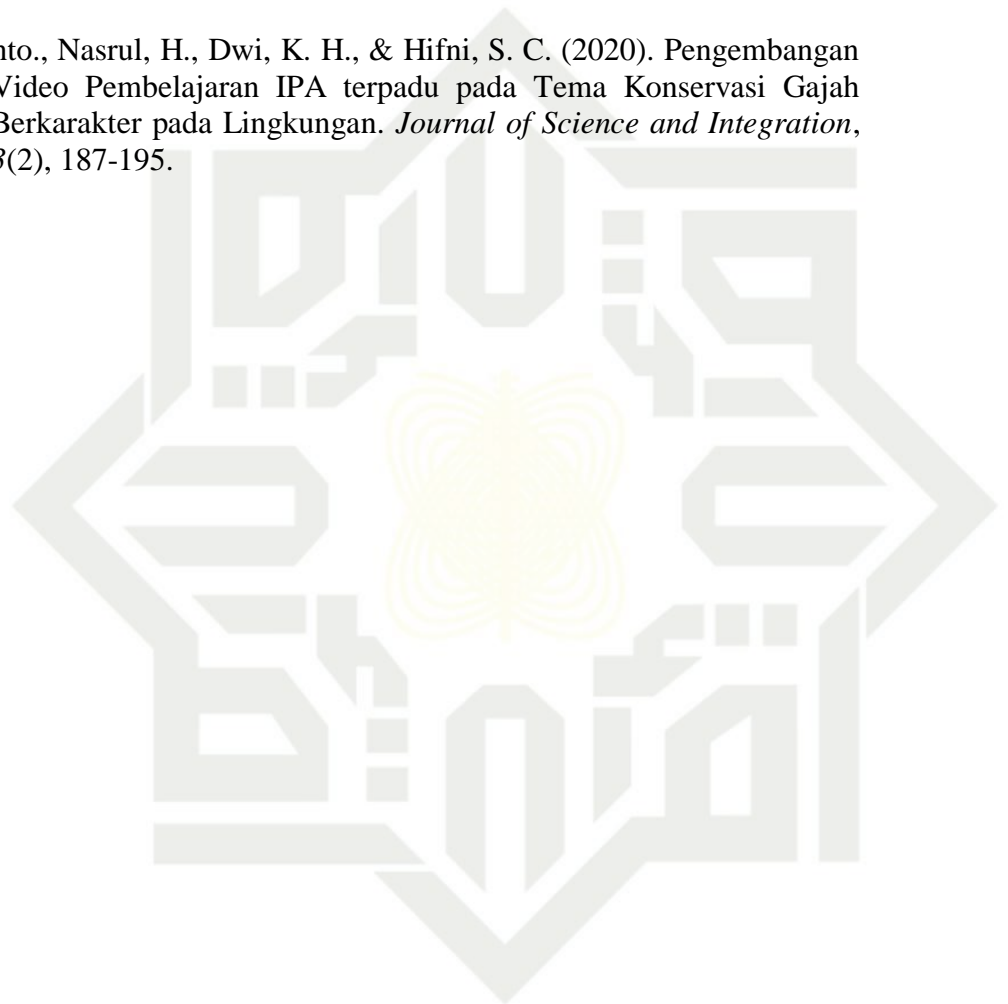 nto., Nasrul, H., Dwi, K. H., & Hifni, S. C. (2020). Pengembangan
Video Pembelajaran IPA terpadu pada Tema Konservasi Gajah
Berkarakter pada Lingkungan. Journal of Science and Integration,
3(2), 187-195.